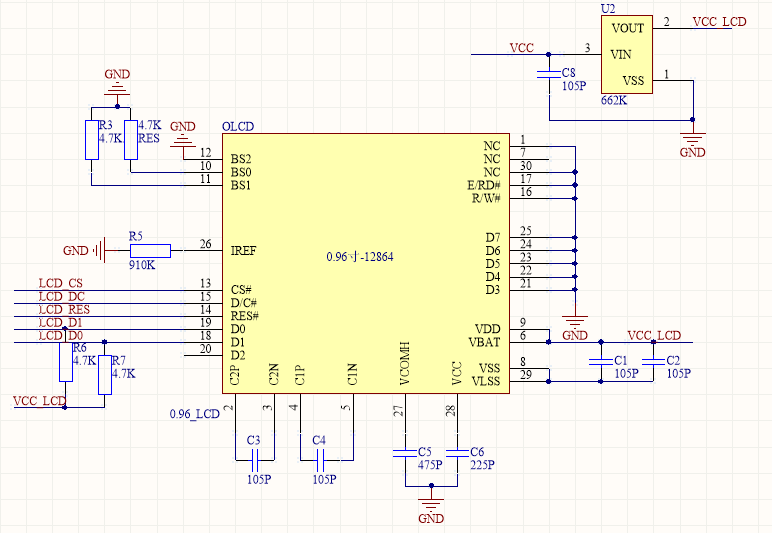 U2
VOUT 2 VCC_LCD
VCC 3 VIN
C8
105P
VSS 1
662K
GND
GND
R3
4.7K
4.7K
RES
GND
OLCD
12 BS2
10 BS0
11 BS1
GND
R5
910K
26 IREF
0.96寸-12864
LCD_CS 13 CS#
LCD_DC 15 D/C#
LCD_RES 14 RES#
LCD_D1 19 D0
LCD_D0 18 D1
20 D2
R6
4.7K
R7
4.7K
VCC_LCD
NC 1
NC 7
NC 30
E/RD# 17
R/W# 16
D7 25
D6 24
D5 23
D4 22
D3 21
GND
VDD 9
VBAT 6
VCC_LCD
VSS 8
VLSS 29
C1
105P
C2
105P
C2P
C2N
C1P
C1N
VCOMH
VCC
0.96_LCD
2
3
4
5
27
28
C3
105P
C4
105P
C5
475P
C6
225P
GND